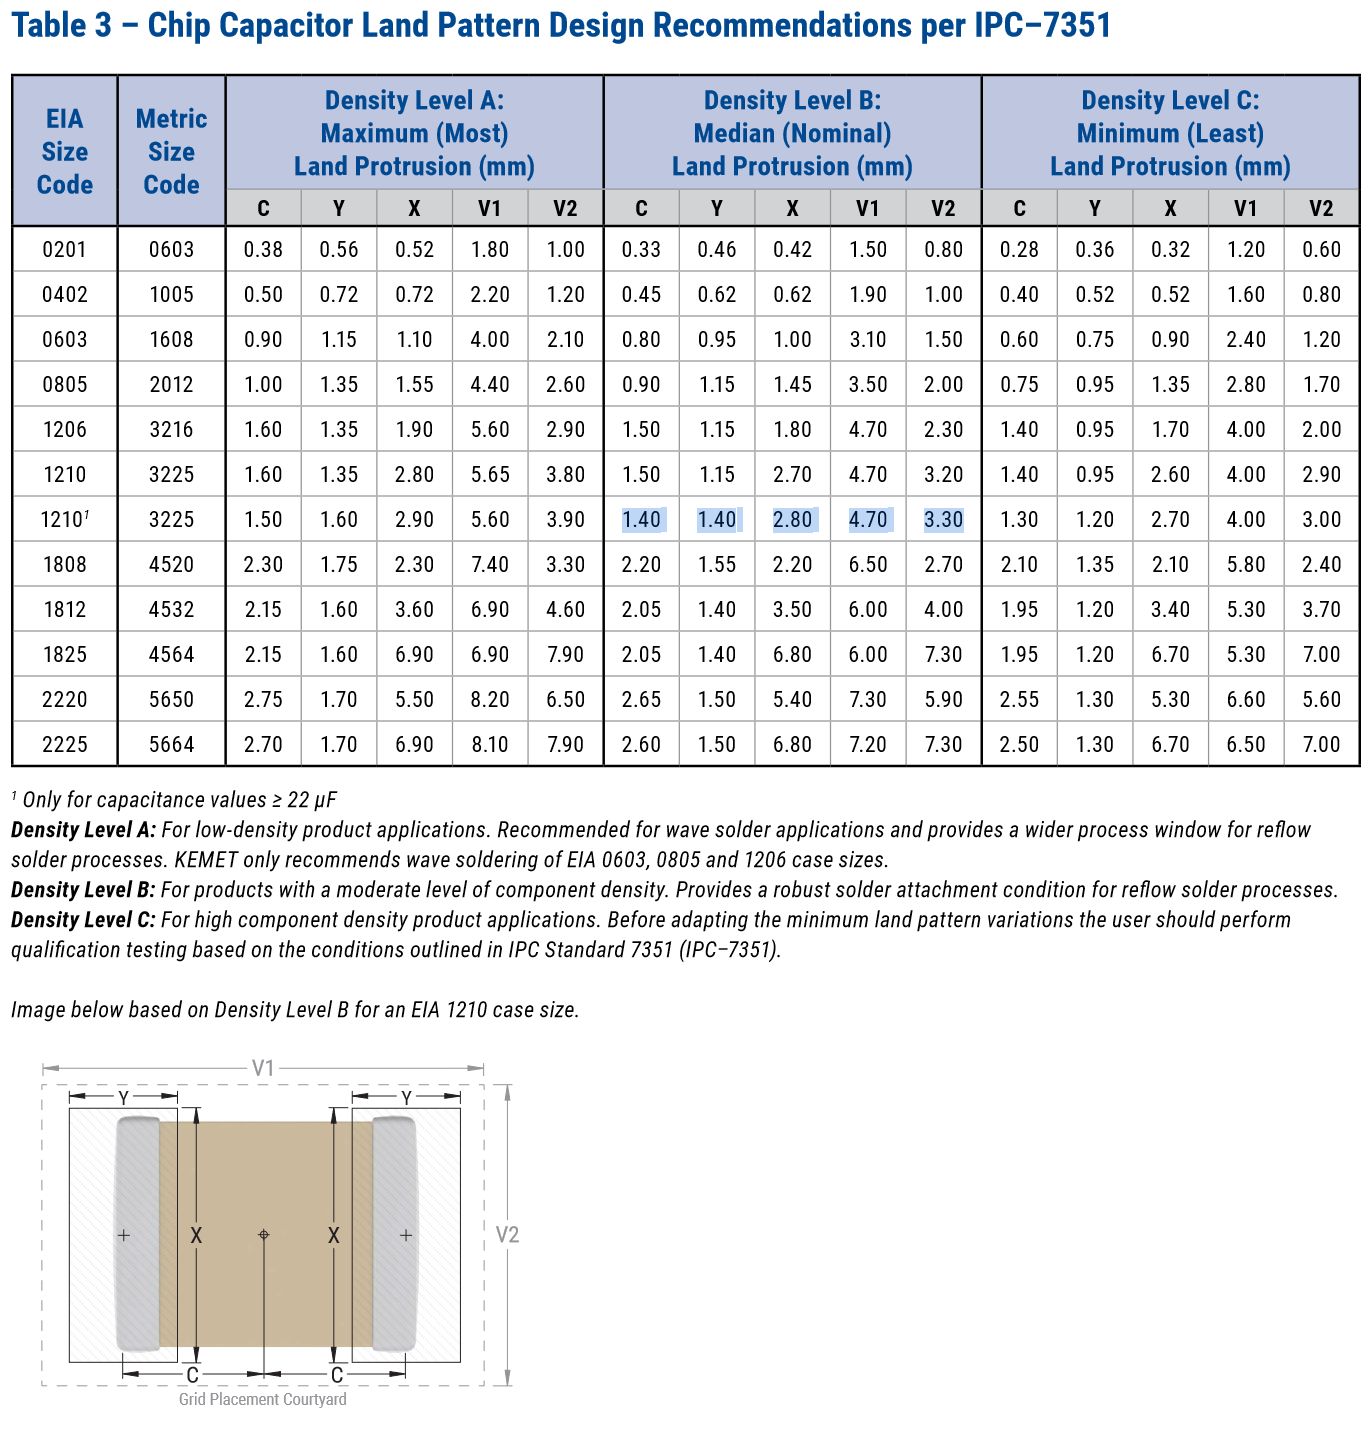 Table 3 – Chip Capacitor Land Pattern Design Recommendations per IPC–7351
EIA Size Code Metric Size Code Density Level A: Maximum (Most) Land Protrusion (mm) Density Level B: Median (Nominal) Land Protrusion (mm) Density Level C: Minimum (Least) Land Protrusion (mm)
C Y X V1 V2 C Y X V1 V2 C Y X V1 V2
0201 0603 0.38 0.56 0.52 1.80 1.00 0.33 0.46 0.42 1.50 0.80 0.28 0.36 0.32 1.20 0.60
0402 1005 0.50 0.72 0.72 2.20 1.20 0.45 0.62 0.62 1.90 1.00 0.40 0.52 0.52 1.60 0.80
0603 1608 0.90 1.15 1.10 4.00 2.10 0.80 0.95 1.00 3.10 1.50 0.60 0.75 0.90 2.40 1.20
0805 2012 1.00 1.35 1.55 4.40 2.60 0.90 1.15 1.45 3.50 2.00 0.75 0.95 1.35 2.80 1.70
1206 3216 1.60 1.35 1.90 5.60 2.90 1.50 1.15 1.80 4.70 2.30 1.40 0.95 1.70 4.00 2.00
1210 3225 1.60 1.35 2.80 5.65 3.80 1.50 1.15 2.70 4.70 3.20 1.40 0.95 2.60 4.00 2.90
1210¹ 3225 1.50 1.60 2.90 5.60 3.90 1.40 1.40 2.80 4.70 3.30 1.30 1.20 2.70 4.00 3.00
1808 4520 2.30 1.75 2.30 7.40 3.30 2.20 1.55 2.20 6.50 2.70 2.10 1.35 2.10 5.80 2.40
1812 4532 2.15 1.60 3.60 6.90 4.60 2.05 1.40 3.50 6.00 4.00 1.95 1.20 3.40 5.30 3.70
1825 4564 2.15 1.60 6.90 6.90 7.90 2.05 1.40 6.80 6.00 7.30 1.95 1.20 6.70 5.30 7.00
2220 5650 2.75 1.70 5.50 8.20 6.50 2.65 1.50 5.40 7.30 5.90 2.55 1.30 5.30 6.60 5.60
2225 5664 2.70 1.70 6.90 8.10 7.90 2.60 1.50 6.80 7.20 7.30 2.50 1.30 6.70 6.50 7.00
¹ Only for capacitance values ≥ 22 µF
Density Level A: For low-density product applications. Recommended for wave solder applications and provides a wider process window for reflow
solder processes. KEMET only recommends wave soldering of EIA 0603, 0805 and 1206 case sizes.
Density Level B: For products with a moderate level of component density. Provides a robust solder attachment condition for reflow solder processes.
Density Level C: For high component density product applications. Before adapting the minimum land pattern variations the user should perform
qualification testing based on the conditions outlined in IPC Standard 7351 (IPC–7351).
Image below based on Density Level B for an EIA 1210 case size.
V1
Y Y
X X V2
C C
Grid Placement Courtyard